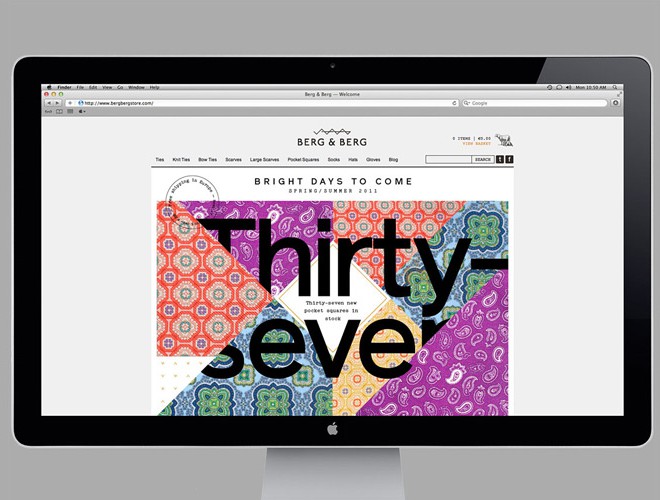 Finder File Edit View Go Window Help
Mon 10:50 AM
Berg & Berg — Welcome
http://www.bergbergstore.com/
Google
BERG & BERG
0 ITEMS | €0.00
VIEW BASKET
Ties Knit Ties Bow Ties Scarves Large Scarves Pocket Squares Socks Hats Gloves Blog
SEARCH t f
shipping in Europe
BRIGHT DAYS TO COME
SPRING/SUMMER 2011
Thirty-
seven
Thirty-seven new
pocket squares in
stock